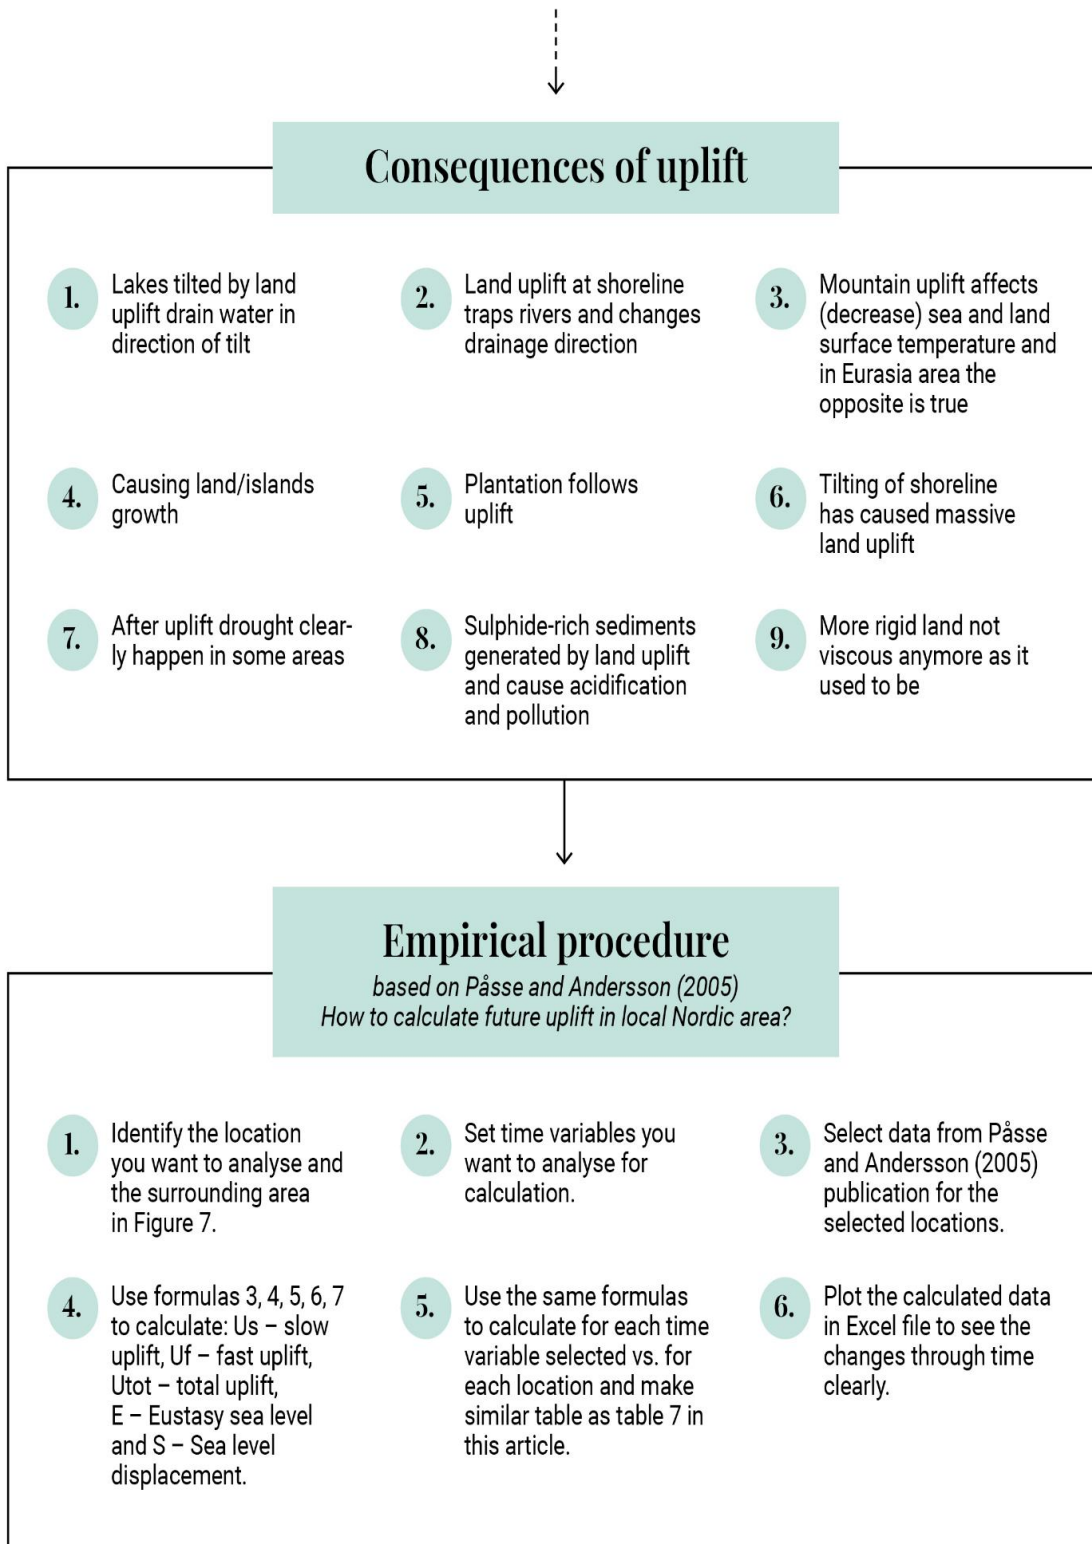 Consequences of uplift
1.
Lakes tilted by land
uplift drain water in
direction of tilt
2.
Land uplift at shoreline
traps rivers and changes
drainage direction
3.
Mountain uplift affects
(decrease) sea and land
surface temperature and
in Eurasia area the
opposite is true
4.
Causing land/islands
growth
5.
Plantation follows
uplift
6.
Tilting of shoreline
has caused massive
land uplift
7.
After uplift drought clear-
ly happen in some areas
8.
Sulphide-rich sediments
generated by land uplift
and cause acidification
and pollution
9.
More rigid land not
viscous anymore as it
used to be
Empirical procedure
based on Påsse and Andersson (2005)
How to calculate future uplift in local Nordic area?
1.
Identify the location
you want to analyse and
the surrounding area
in Figure 7.
2.
Set time variables you
want to analyse for
calculation.
3.
Select data from Påsse
and Andersson (2005)
publication for the
selected locations.
4.
Use formulas 3, 4, 5, 6, 7
to calculate: Us – slow
uplift, Uf – fast uplift,
Utot – total uplift,
E – Eustasy sea level
and S – Sea level
displacement.
5.
Use the same formulas
to calculate for each time
variable selected vs. for
each location and make
similar table as table 7 in
this article.
6.
Plot the calculated data
in Excel file to see the
changes through time
clearly.